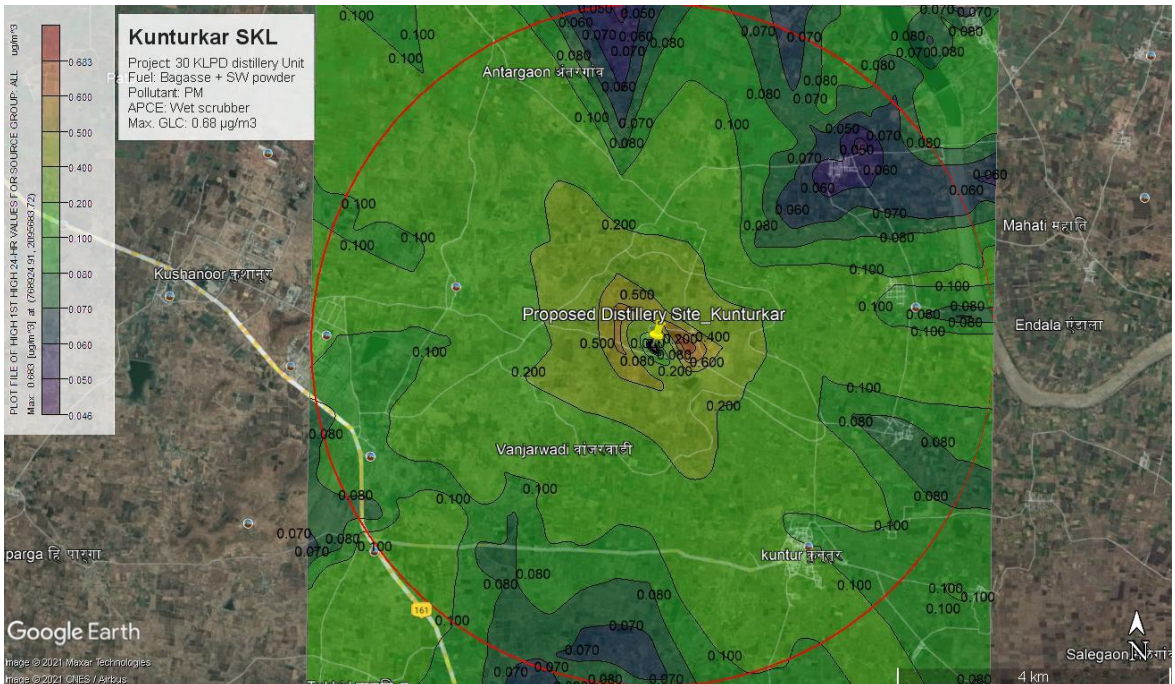 PLOT FILE OF HIGH 1ST HIGH 24-HR VALUES FOR SOURCE GROUP: ALL ug/m^3
Max: 0.683 [ug/m^3] at (768924.91, 2095683.72)
0.683
0.600
0.500
0.400
0.200
0.100
0.080
0.070
0.060
0.050
0.046
Kunturkar SKL
Project: 30 KLPD distillery Unit
Fuel: Bagasse + SW powder
Pollutant: PM
APCE: Wet scrubber
Max. GLC: 0.68 µg/m3
Antargaon अंतरगाव
Mahati महाति
Kushanoor कुशानूर
Proposed Distillery Site_Kunturkar
Endala एंडाला
Vanjarwadi वांजरवाडी
kuntur कुनटूर
parga हि पारगा
161
Google Earth
Image © 2021 Maxar Technologies
Image © 2021 CNES / Airbus
N
4 km
0.100
0.050
0.060
0.070
0.080
0.200
0.500
0.400
0.600